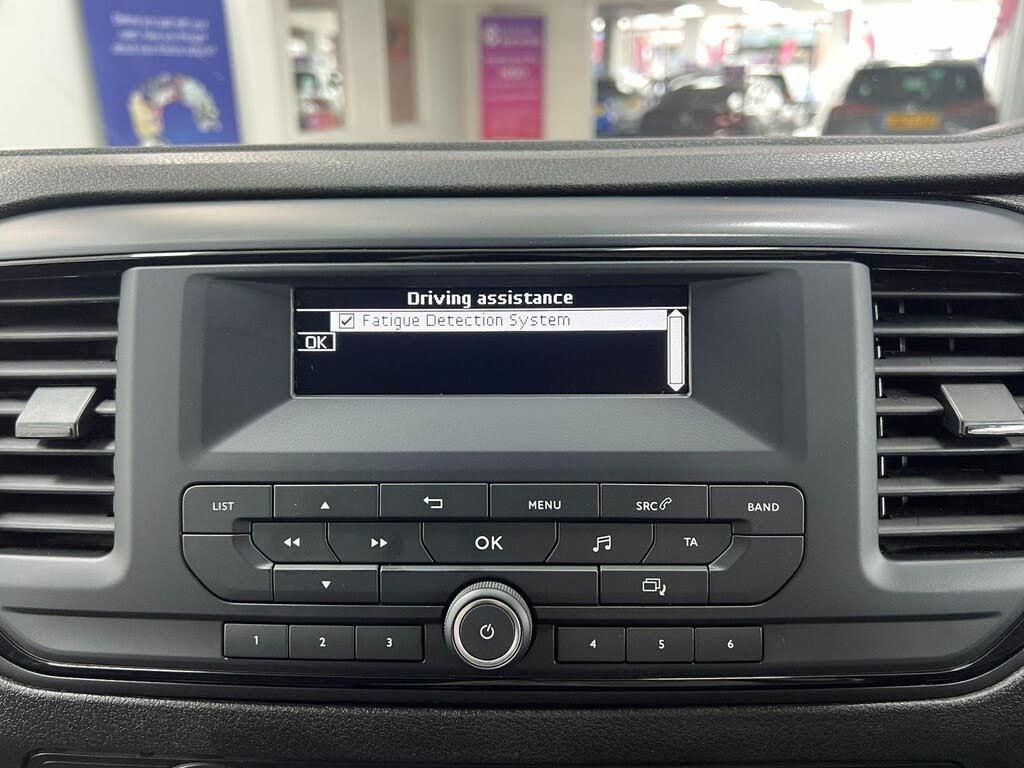 Driving assistance
Fatigue Detection System
OK
LIST
MENU
SRC
BAND
OK
TA
1
2
3
4
5
6